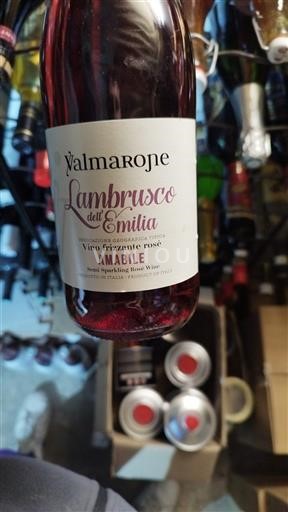 Valmarone
Lambrusco
dell'Emilia
INDICAZIONE GEOGRAFICA TIPICA
Vino frizzante rosé
AMABILE
Semi Sparkling Rosé Wine
PRODOTTO IN ITALIA - PRODUCT OF ITALY